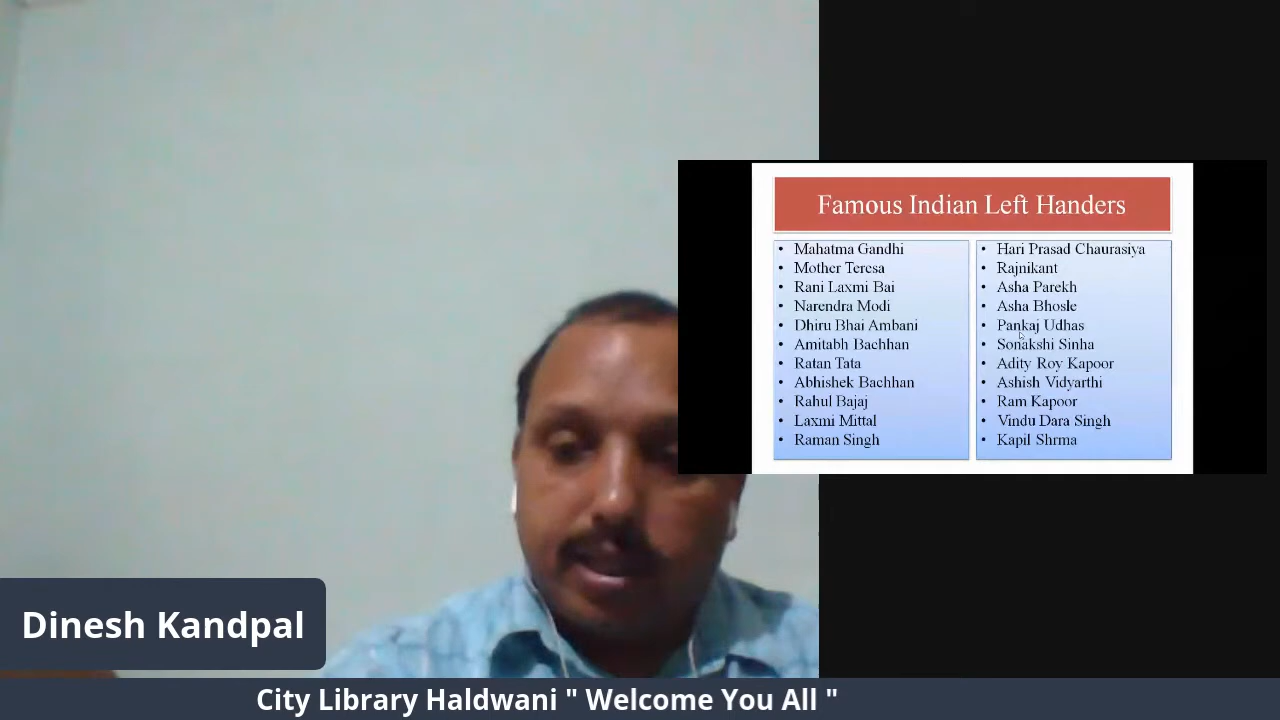 Famous Indian Left Handers
• Mahatma Gandhi
• Mother Teresa
• Rani Laxmi Bai
• Narendra Modi
• Dhiru Bhai Ambani
• Amitabh Bachhan
• Ratan Tata
• Abhishek Bachhan
• Rahul Bajaj
• Laxmi Mittal
• Raman Singh
• Hari Prasad Chaurasiya
• Rajnikant
• Asha Parekh
• Asha Bhosle
• Pankaj Udhas
• Sonakshi Sinha
• Adity Roy Kapoor
• Ashish Vidyarthi
• Ram Kapoor
• Vindu Dara Singh
• Kapil Shrma
Dinesh Kandpal
City Library Haldwani " Welcome You All "